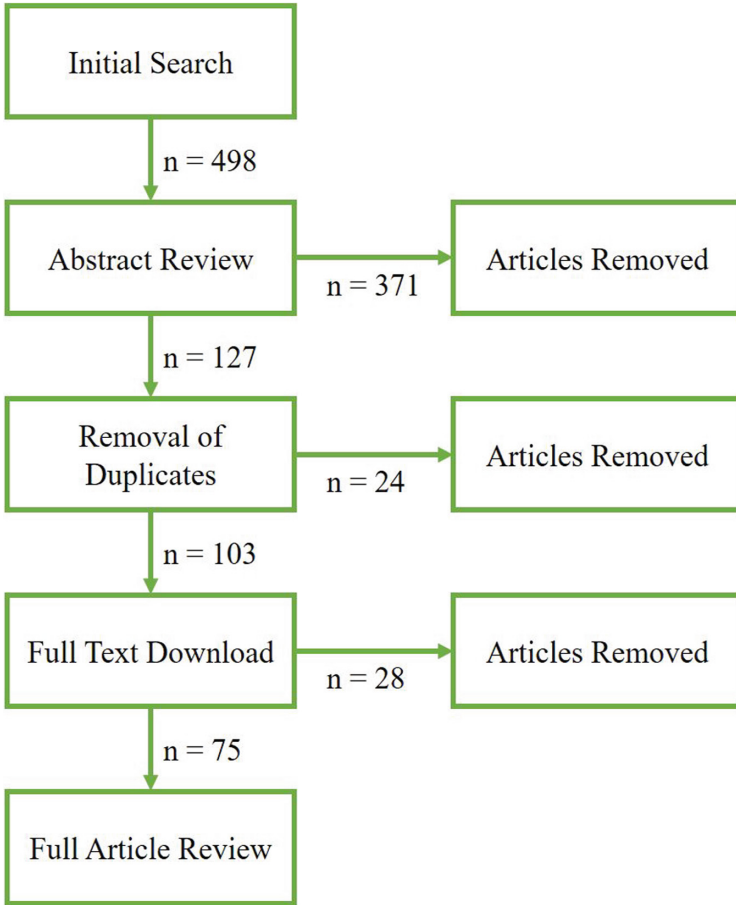 Initial Search
n = 498
Abstract Review
n = 371
Articles Removed
n = 127
Removal of
Duplicates
n = 24
Articles Removed
n = 103
Full Text Download
n = 28
Articles Removed
n = 75
Full Article Review